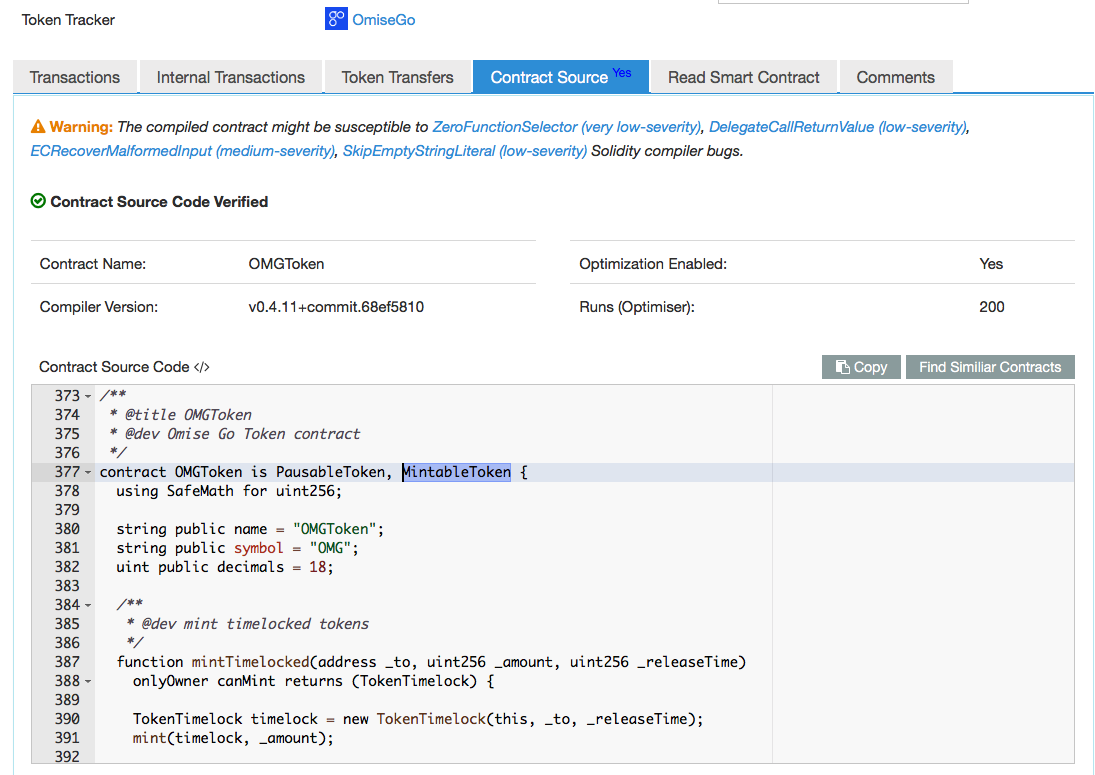 Token Tracker OmiseGo
Transactions Internal Transactions Token Transfers Contract Source Yes Read Smart Contract Comments
Warning: The compiled contract might be susceptible to ZeroFunctionSelector (very low-severity), DelegateCallReturnValue (low-severity),
ECRecoverMalformedInput (medium-severity), SkipEmptyStringLiteral (low-severity) Solidity compiler bugs.
Contract Source Code Verified
Contract Name: OMGToken Optimization Enabled: Yes
Compiler Version: v0.4.11+commit.68ef5810 Runs (Optimiser): 200
Contract Source Code </> Copy Find Similiar Contracts
373 /**
374 * @title OMGToken
375 * @dev Omise Go Token contract
376 */
377 contract OMGToken is PausableToken, MintableToken {
378 using SafeMath for uint256;
379
380 string public name = "OMGToken";
381 string public symbol = "OMG";
382 uint public decimals = 18;
383
384 /**
385 * @dev mint timelocked tokens
386 */
387 function mintTimelocked(address _to, uint256 _amount, uint256 _releaseTime)
388 onlyOwner canMint returns (TokenTimelock) {
389
390 TokenTimelock timelock = new TokenTimelock(this, _to, _releaseTime);
391 mint(timelock, _amount);
392